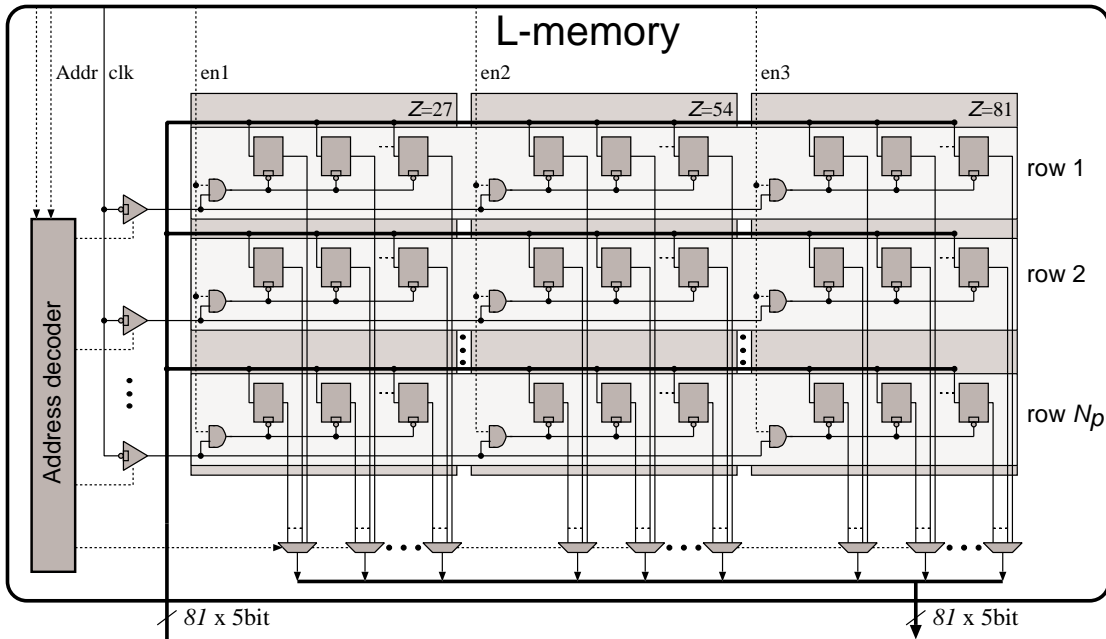 L-memory
Addr clk en1 en2 en3
Z=27 Z=54 Z=81
row 1
row 2
Address decoder
row Np
81 x 5bit 81 x 5bit